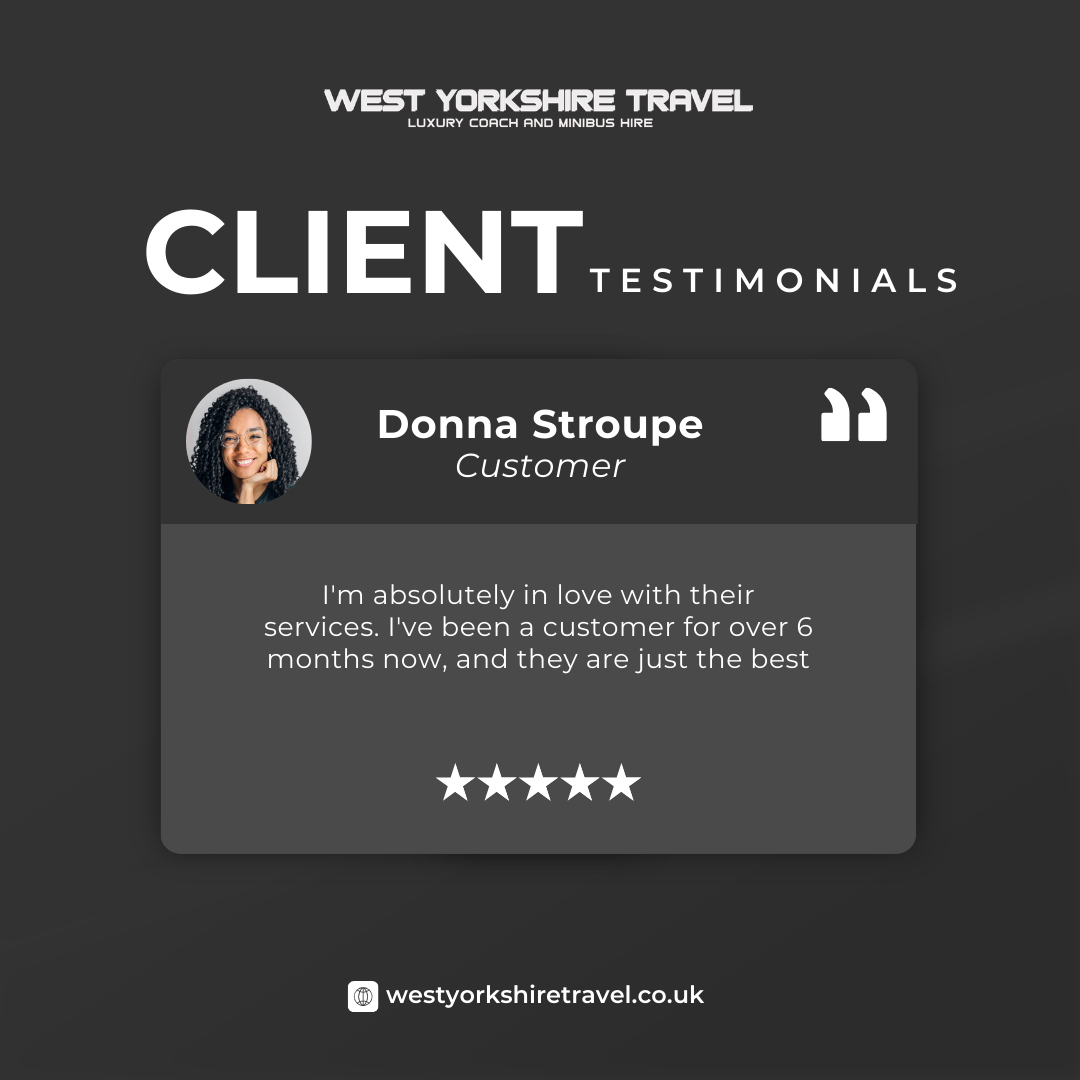 WEST YORKSHIRE TRAVEL
LUXURY COACH AND MINIBUS HIRE
CLIENT TESTIMONIALS
Donna Stroupe
Customer
I'm absolutely in love with their
services. I've been a customer for over 6
months now, and they are just the best
westyorkshiretravel.co.uk